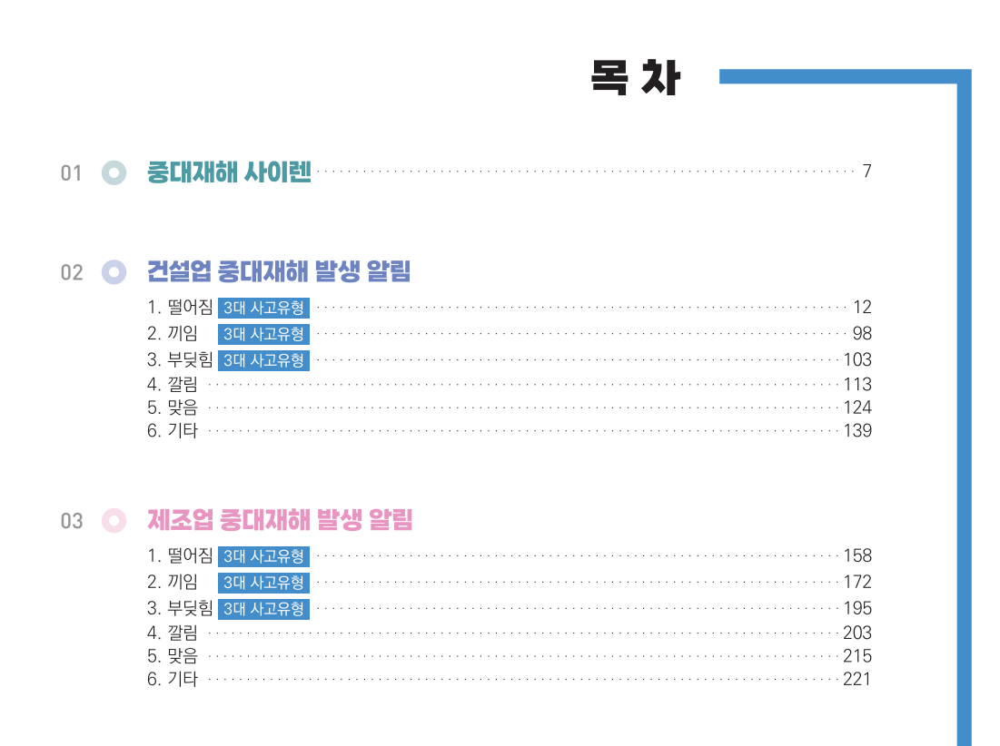 목 차
01 중대재해 사이렌 7
02 건설업 중대재해 발생 알림
1. 떨어짐 3대 사고유형 12
2. 끼임 3대 사고유형 98
3. 부딪힘 3대 사고유형 103
4. 깔림 113
5. 맞음 124
6. 기타 139
03 제조업 중대재해 발생 알림
1. 떨어짐 3대 사고유형 158
2. 끼임 3대 사고유형 172
3. 부딪힘 3대 사고유형 195
4. 깔림 203
5. 맞음 215
6. 기타 221